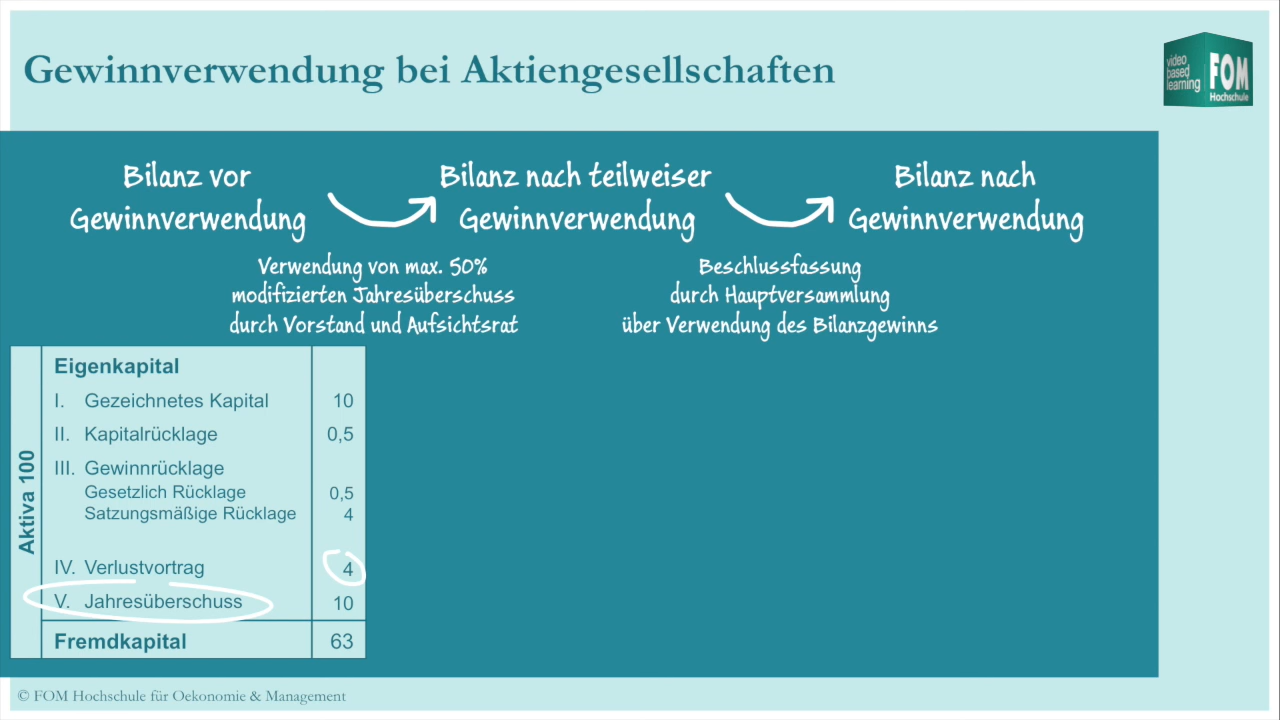 Gewinnverwendung bei Aktiengesellschaften
video
based
learning
FOM
Hochschule
Bilanz vor
Gewinnverwendung
Bilanz nach teilweiser
Gewinnverwendung
Bilanz nach
Gewinnverwendung
Verwendung von max. 50%
modifizierten Jahresüberschuss
durch Vorstand und Aufsichtsrat
Beschlussfassung
durch Hauptversammlung
über Verwendung des Bilanzgewinns
Aktiva 100
Eigenkapital
I. Gezeichnetes Kapital 10
II. Kapitalrücklage 0,5
III. Gewinnrücklage
Gesetzlich Rücklage 0,5
Satzungsmäßige Rücklage 4
IV. Verlustvortrag 4
V. Jahresüberschuss 10
Fremdkapital 63
© FOM Hochschule für Oekonomie & Management